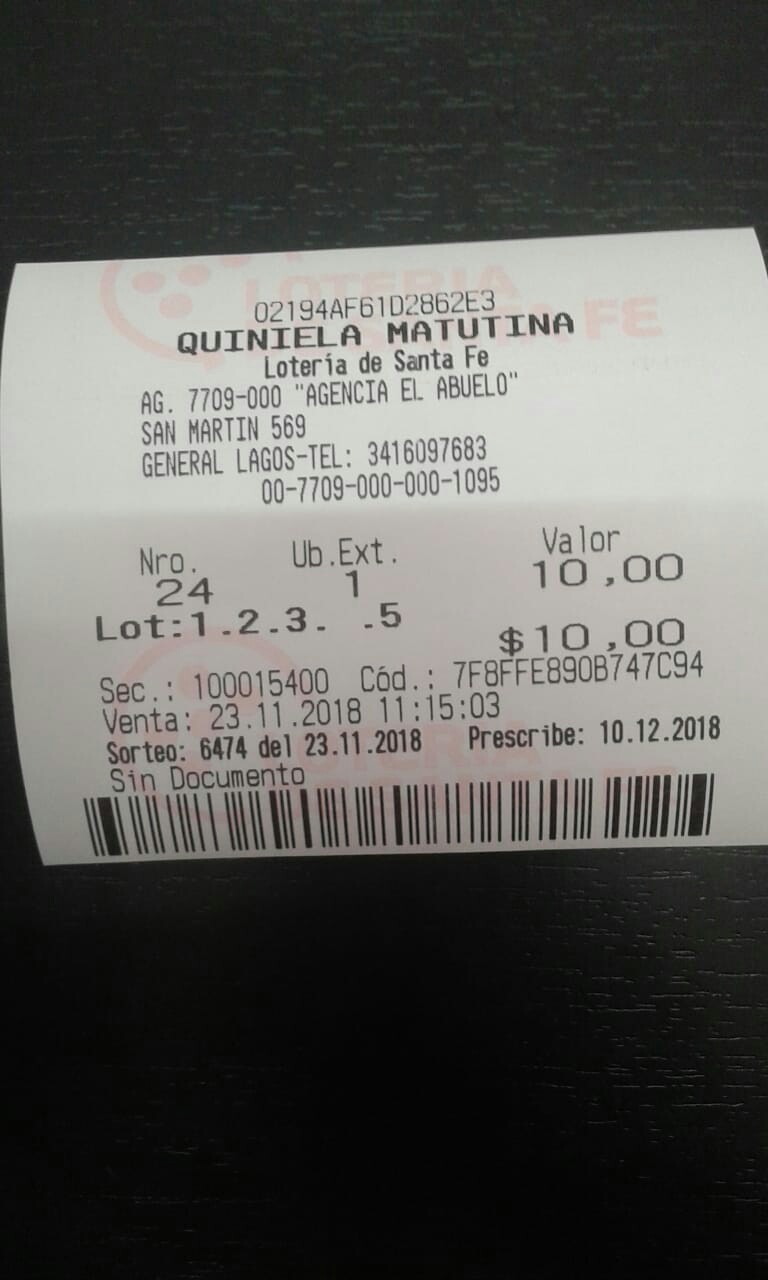 LOTERIA
FE
02194AF61D2862E3
QUINIELA MATUTINA
Lotería de Santa Fe
AG. 7709-000 "AGENCIA EL ABUELO"
SAN MARTIN 569
GENERAL LAGOS-TEL: 3416097683
00-7709-000-000-1095
Nro. Ub.Ext. Valor
24 1 10,00
Lot:1.2.3. .5
$10,00
Sec.: 100015400 Cód.: 7F8FFE890B747C94
Venta: 23.11.2018 11:15:03
Sorteo: 6474 del 23.11.2018 Prescribe: 10.12.2018
Sin Documento